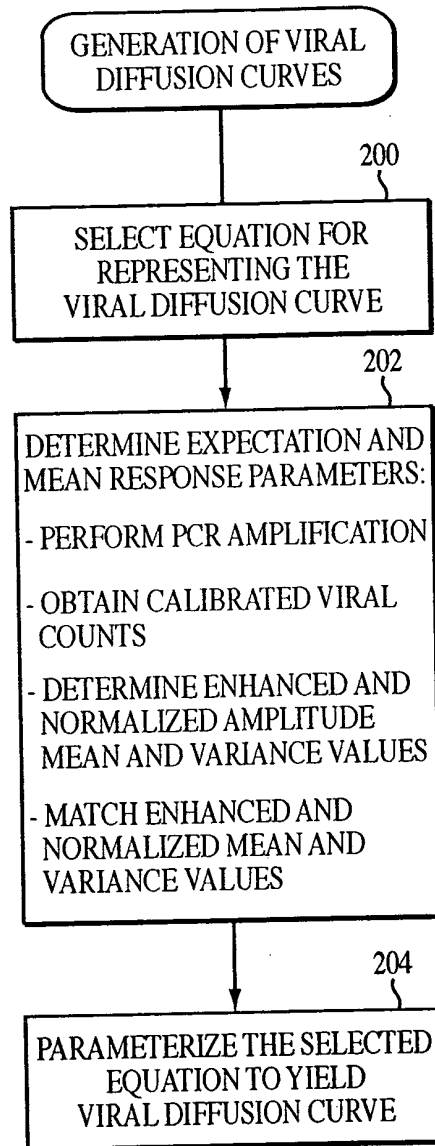 GENERATION OF VIRAL
DIFFUSION CURVES
200
SELECT EQUATION FOR
REPRESENTING THE
VIRAL DIFFUSION CURVE
202
DETERMINE EXPECTATION AND
MEAN RESPONSE PARAMETERS:
- PERFORM PCR AMPLIFICATION
- OBTAIN CALIBRATED VIRAL
COUNTS
- DETERMINE ENHANCED AND
NORMALIZED AMPLITUDE
MEAN AND VARIANCE VALUES
- MATCH ENHANCED AND
NORMALIZED MEAN AND
VARIANCE VALUES
204
PARAMETERIZE THE SELECTED
EQUATION TO YIELD
VIRAL DIFFUSION CURVE